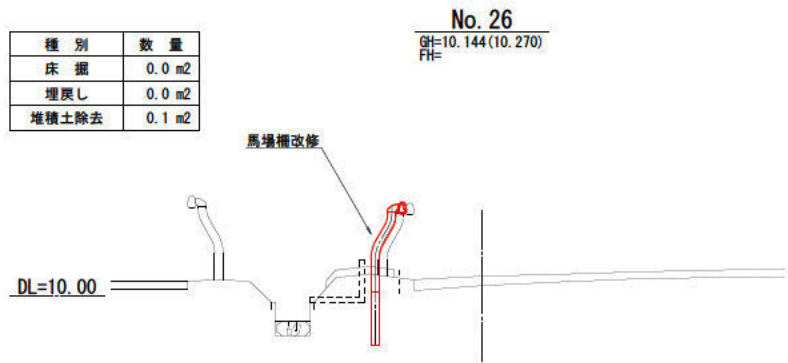 No. 26
GH=10.144(10.270)
FH=
種 別 数 量
床 掘 0.0 m2
埋戻し 0.0 m2
堆積土除去 0.1 m2
馬場柵改修
DL=10.00